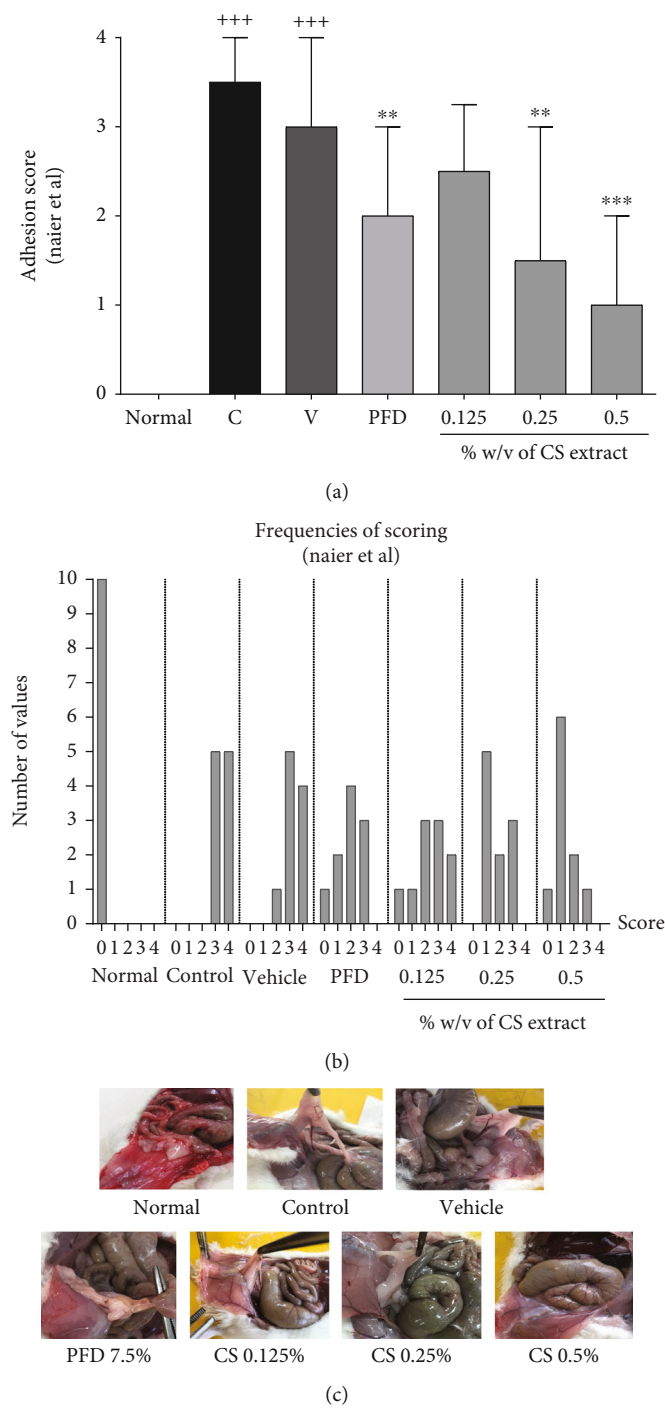 4
3
2
1
0
Adhesion score
(naier et al)
+++
+++
**
**
***
Normal
C
V
PFD
0.125
0.25
0.5
% w/v of CS extract
(a)
Frequencies of scoring
(naier et al)
10
9
8
7
6
5
4
3
2
1
0
Number of values
0 1 2 3 4 0 1 2 3 4 0 1 2 3 4 0 1 2 3 4 0 1 2 3 4 0 1 2 3 4 0 1 2 3 4
Score
Normal
Control
Vehicle
PFD
0.125
0.25
0.5
% w/v of CS extract
(b)
Normal
Control
Vehicle
PFD 7.5%
CS 0.125%
CS 0.25%
CS 0.5%
(c)